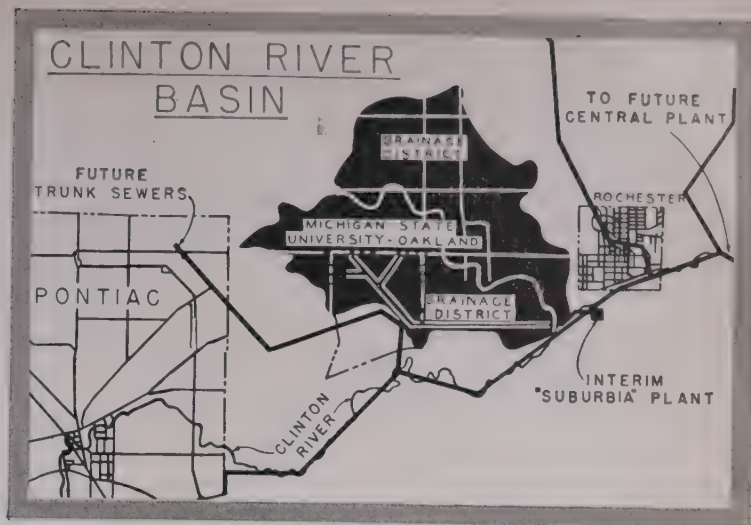 CLINTON RIVER
BASIN
TO FUTURE
CENTRAL PLANT
DRAINAGE
DISTRICT
FUTURE
TRUNK SEWERS
ROCHESTER
MICHIGAN STATE
UNIVERSITY-OAKLAND
PONTIAC
DRAINAGE
DISTRICT
INTERIM
"SUBURBIA" PLANT
CLINTON
RIVER